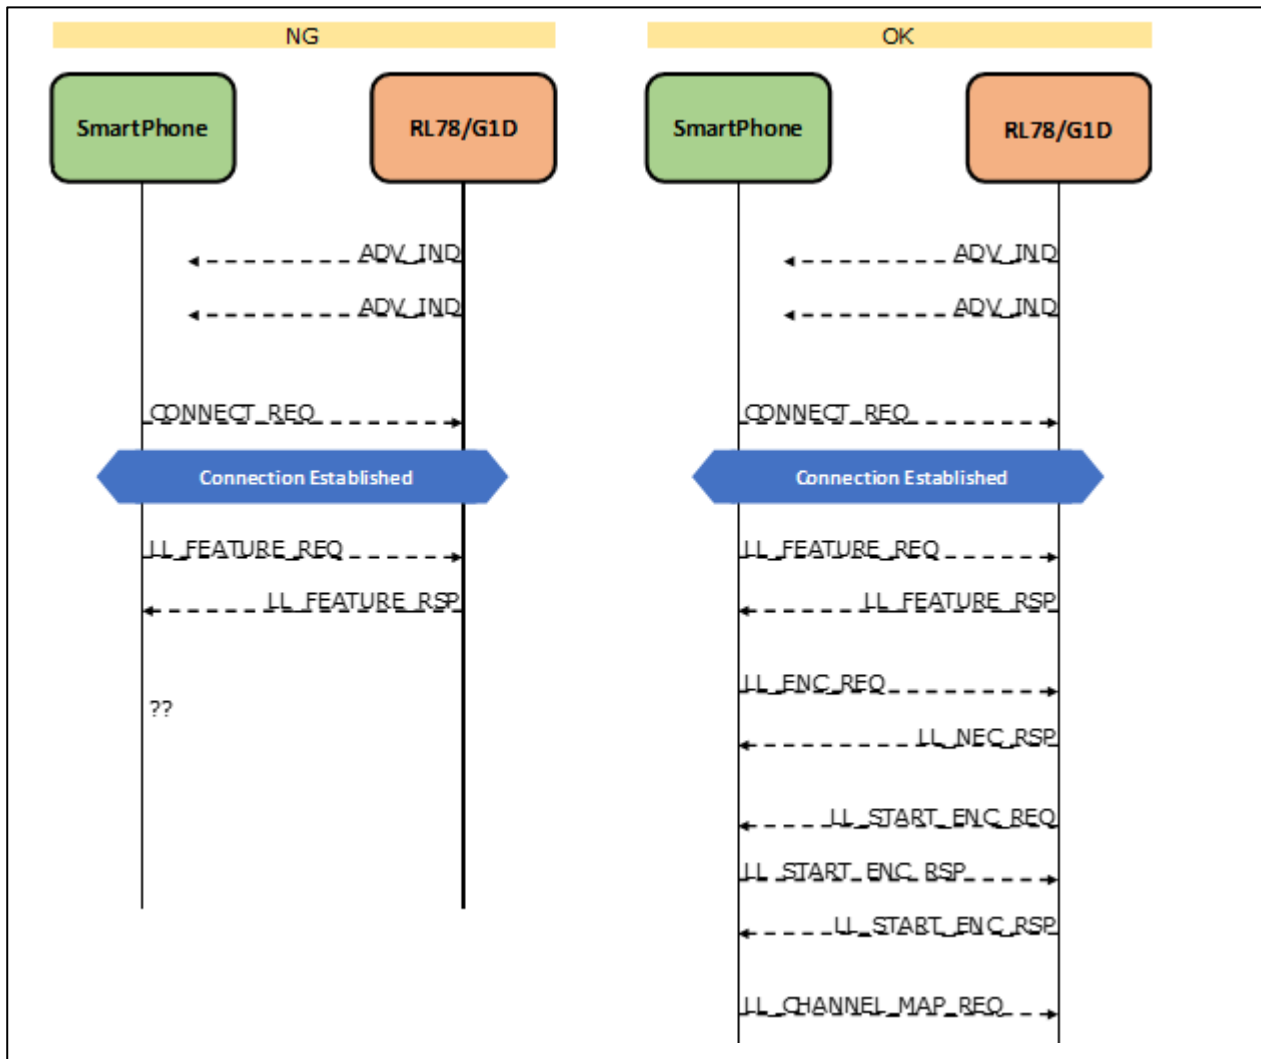 NG
SmartPhone
RL78/G1D
ADV_IND
ADV_IND
CONNECT_REQ
Connection Established
LL_FEATURE_REQ
LL_FEATURE_RSP
??
OK
SmartPhone
RL78/G1D
ADV_IND
ADV_IND
CONNECT_REQ
Connection Established
LL_FEATURE_REQ
LL_FEATURE_RSP
LL_ENC_REQ
LL_NEC_RSP
LL_START_ENC_REQ
LL_START_ENC_RSP
LL_START_ENC_RSP
LL_CHANNEL_MAP_REQ